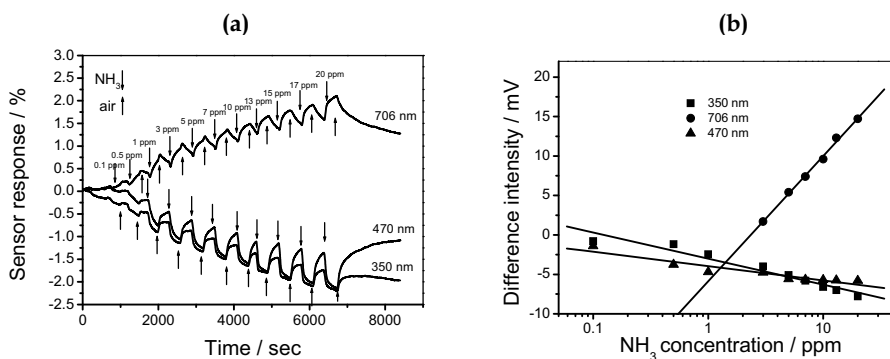 (a)
3.0
2.5
2.0
1.5
1.0
0.5
0.0
-0.5
-1.0
-1.5
-2.0
-2.5
Sensor response / %
NH3
air
0.1 ppm
0.5 ppm
1 ppm
3 ppm
5 ppm
7 ppm
10 ppm
13 ppm
15 ppm
17 ppm
20 ppm
706 nm
470 nm
350 nm
0
2000
4000
6000
8000
Time / sec
(b)
20
15
10
5
0
-5
-10
Difference intensity / mV
350 nm
706 nm
470 nm
0.1
1
10
NH3 concentration / ppm